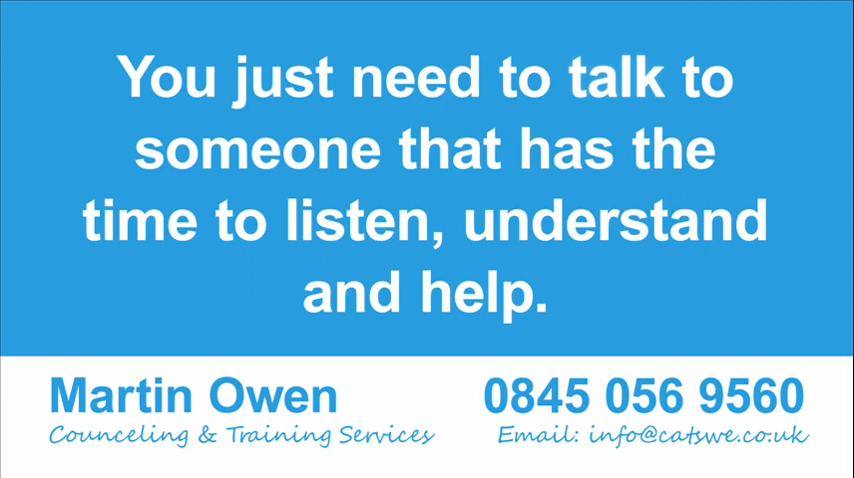 You just need to talk to
someone that has the
time to listen, understand
and help.
Martin Owen
0845 056 9560
Counceling & Training Services
Email: info@catswe.co.uk